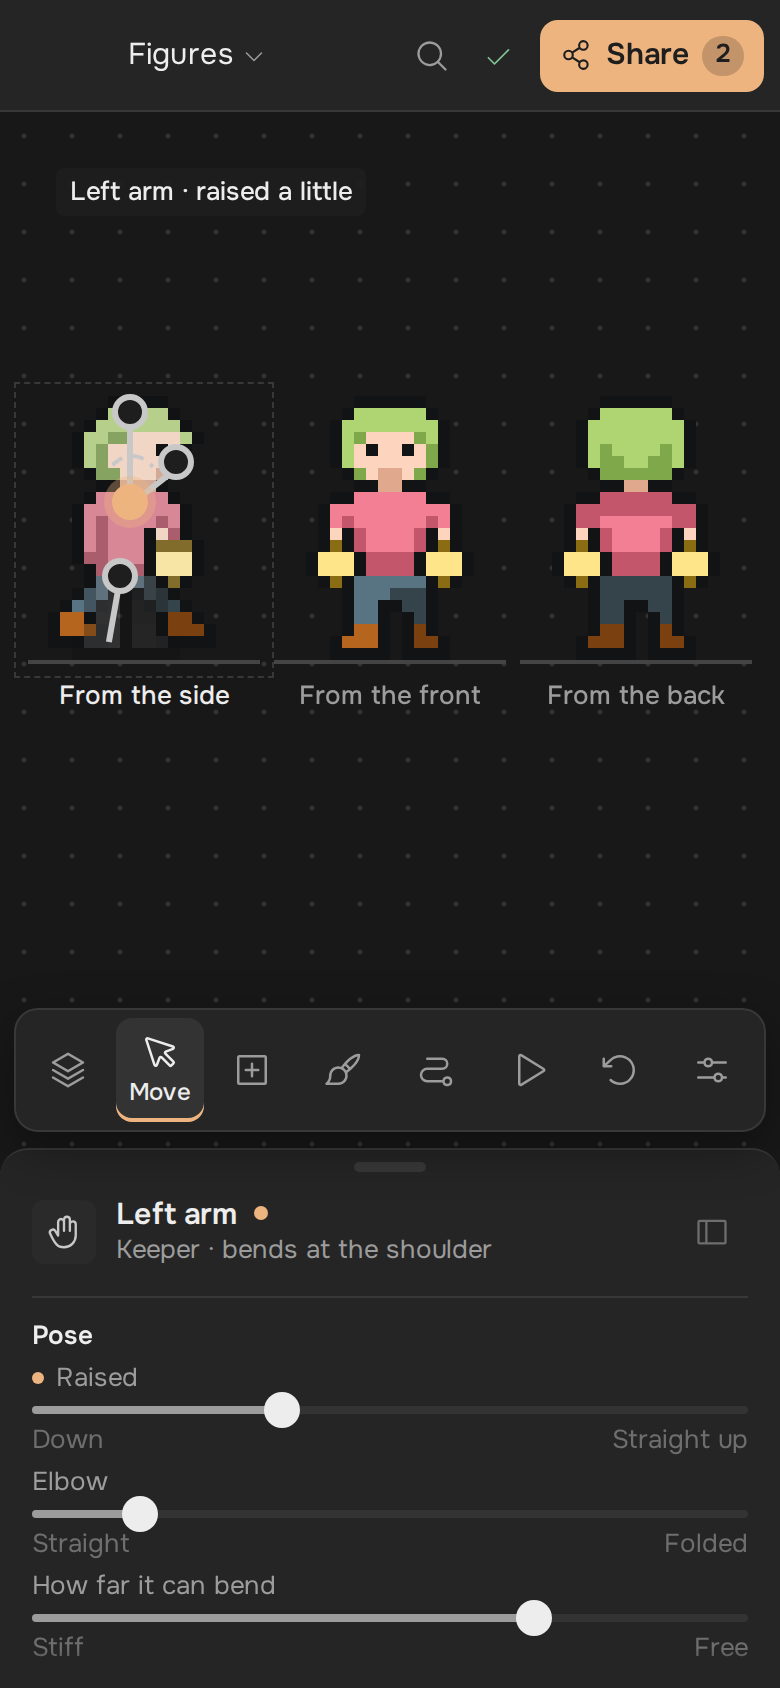 Figures
Share 2
Left arm · raised a little
From the side
From the front
From the back
Move
Left arm
Keeper · bends at the shoulder
Pose
Raised
Down
Straight up
Elbow
Straight
Folded
How far it can bend
Stiff
Free